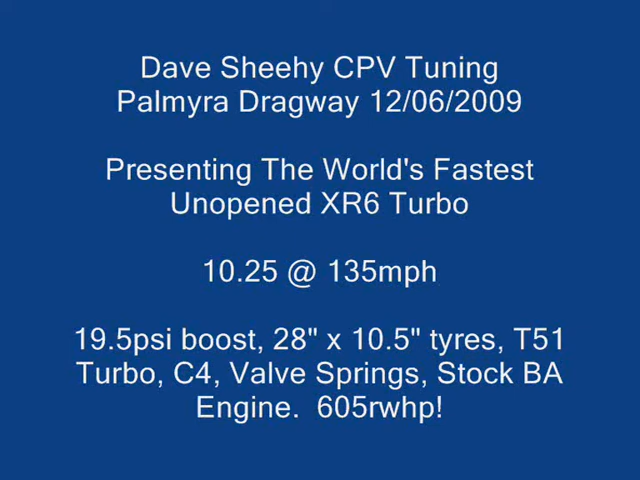 Dave Sheehy CPV Tuning
Palmyra Dragway 12/06/2009
Presenting The World's Fastest
Unopened XR6 Turbo
10.25 @ 135mph
19.5psi boost, 28" x 10.5" tyres, T51
Turbo, C4, Valve Springs, Stock BA
Engine.  605rwhp!